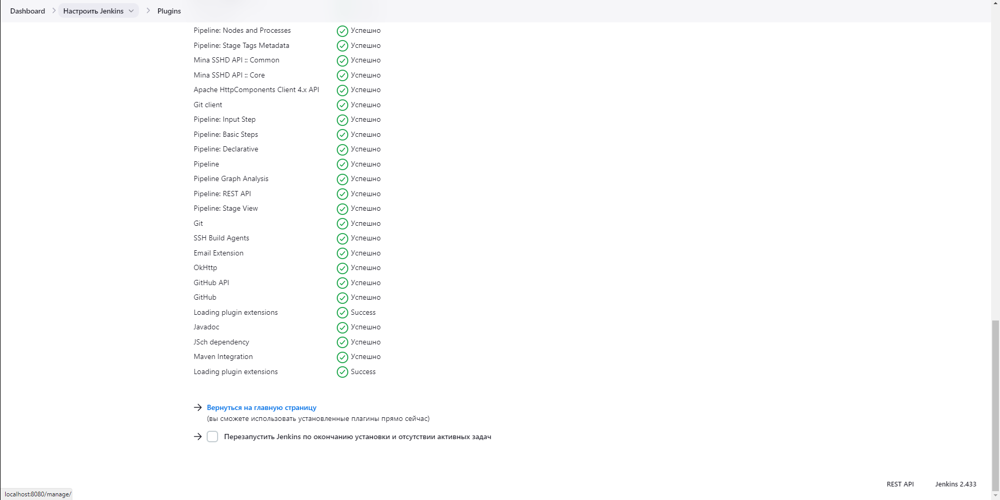 Dashboard > Настроить Jenkins > Plugins
Pipeline: Nodes and Processes Успешно
Pipeline: Stage Tags Metadata Успешно
Mina SSHD API :: Common Успешно
Mina SSHD API :: Core Успешно
Apache HttpComponents Client 4.x API Успешно
Git client Успешно
Pipeline: Input Step Успешно
Pipeline: Basic Steps Успешно
Pipeline: Declarative Успешно
Pipeline Успешно
Pipeline Graph Analysis Успешно
Pipeline: REST API Успешно
Pipeline: Stage View Успешно
Git Успешно
SSH Build Agents Успешно
Email Extension Успешно
OkHttp Успешно
GitHub API Успешно
GitHub Успешно
Loading plugin extensions Success
Javadoc Успешно
JSch dependency Успешно
Maven Integration Успешно
Loading plugin extensions Success
Вернуться на главную страницу
(вы сможете использовать установленные плагины прямо сейчас)
Перезапустить Jenkins по окончанию установки и отсутствии активных задач
REST API Jenkins 2.433
localhost:8080/manage/